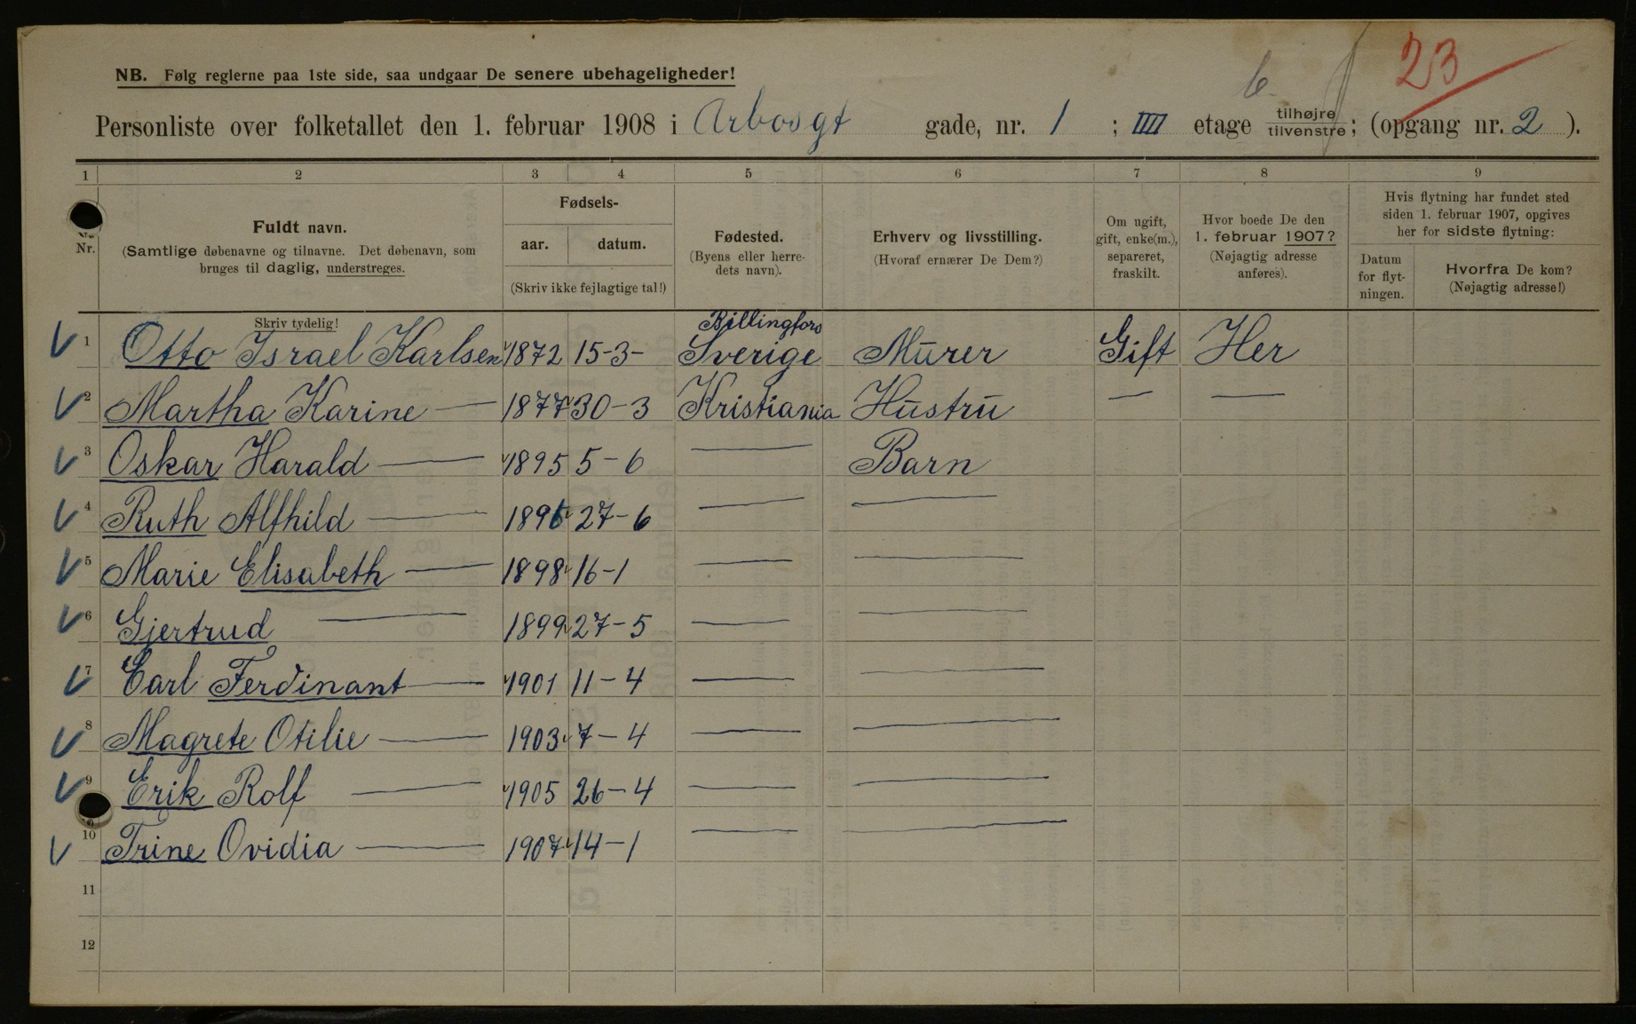 23
NB. Følg reglerne paa 1ste side, saa undgaar De senere ubehageligheder!
6.
Personliste over folketallet den 1. februar 1908 i Arbosgt gade, nr. 1 ; IIII etage tilhøjre tilvenstre ; (opgang nr. 2 ).
1 2 3 4 5 6 7 8 9
Nr.
Fuldt navn.
(Samtlige døbenavne og tilnavne. Det døbenavn, som
bruges til daglig, understreges.
Skriv tydelig!
Fødsels-
aar. datum.
(Skriv ikke fejlagtige tal!)
Fødested.
(Byens eller herre-
dets navn).
Erhverv og livsstilling.
(Hvoraf ernærer De Dem?)
Om ugift,
gift, enke(m.),
separeret,
fraskilt.
Hvor boede De den
1. februar 1907?
(Nøjagtig adresse
anføres).
Hvis flytning har fundet sted
siden 1. februar 1907, opgives
her for sidste flytning:
Datum
for flyt-
ningen.
Hvorfra De kom?
(Nøjagtig adresse!)
Billingfors
1 Otto Israel Karlsen 1872 15-3- Sverige Murer Gift Her
2 Martha Karine — 1877 30-3 Kristiania Hustru — —
3 Oskar Harald — 1895 5-6 — Barn
4 Ruth Alfhild — 1896 27-6 — —
5 Marie Elisabeth — 1898 16-1 — —
6 Gjertrud — 1899 27-5 — —
7 Carl Ferdinant — 1901 11-4 — —
8 Magrete Otilie — 1903 7-4 — —
9 Erik Rolf — 1905 26-4 — —
10 Trine Ovidia — 1907 14-1 — —
11
12